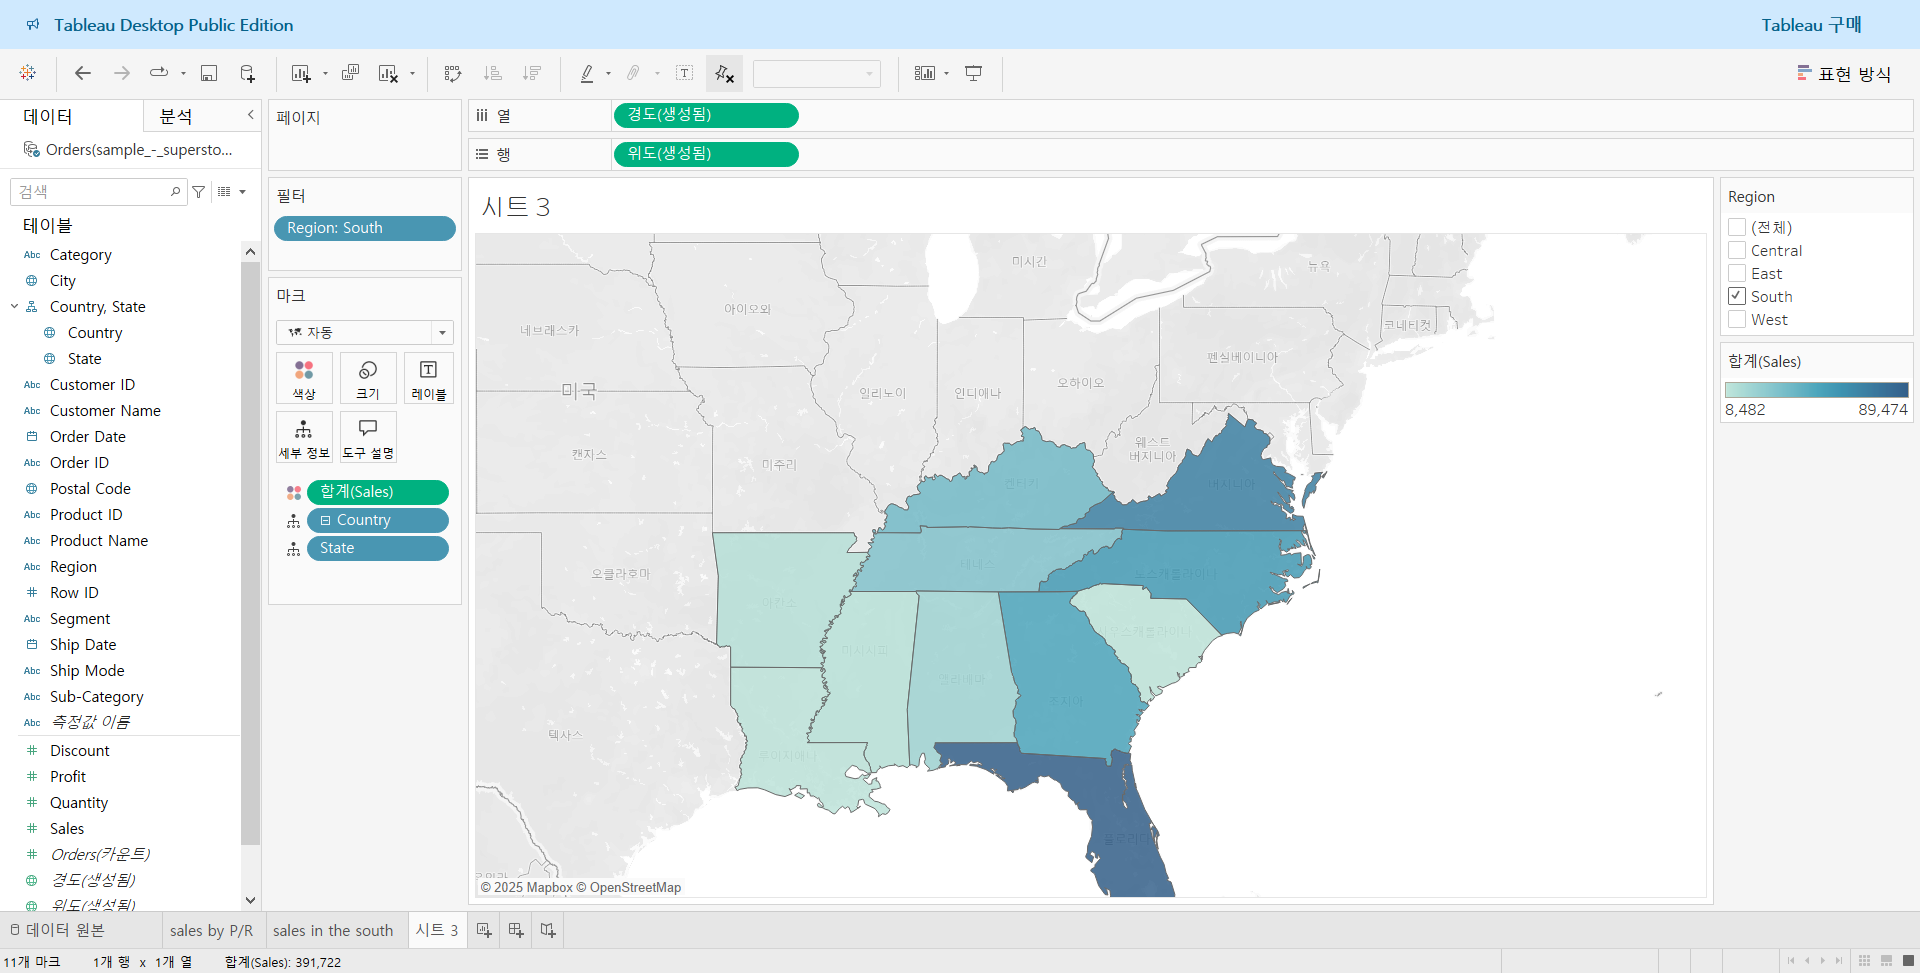 Tableau Desktop Public Edition
Tableau 구매
표현 방식
데이터
분석
Orders(sample_-_supersto...
검색
테이블
Abc Category
City
Country, State
Country
State
Abc Customer ID
Abc Customer Name
Order Date
Abc Order ID
Postal Code
Abc Product ID
Abc Product Name
Abc Region
# Row ID
Abc Segment
Ship Date
Abc Ship Mode
Abc Sub-Category
Abc 측정값 이름
# Discount
# Profit
# Quantity
# Sales
# Orders(카운트)
경도(생성됨)
위도(생성됨)
페이지
필터
Region: South
마크
자동
색상
크기
레이블
세부 정보
도구 설명
합계(Sales)
Country
State
열
경도(생성됨)
행
위도(생성됨)
시트 3
미시간
뉴욕
아이오와
네브래스카
코네티컷
펜실베이니아
미국
일리노이
인디애나
오하이오
웨스트
버지니아
캔자스
미주리
켄터키
버지니아
오클라호마
테네스
노스캐롤라이나
아칸소
미시시피
앨라배마
사우스캐롤라이나
조지아
텍사스
루이지애나
플로리다
© 2025 Mapbox © OpenStreetMap
Region
(전체)
Central
East
South
West
합계(Sales)
8,482
89,474
데이터 원본
sales by P/R
sales in the south
시트 3
11개 마크
1개 행 x 1개 열
합계(Sales): 391,722